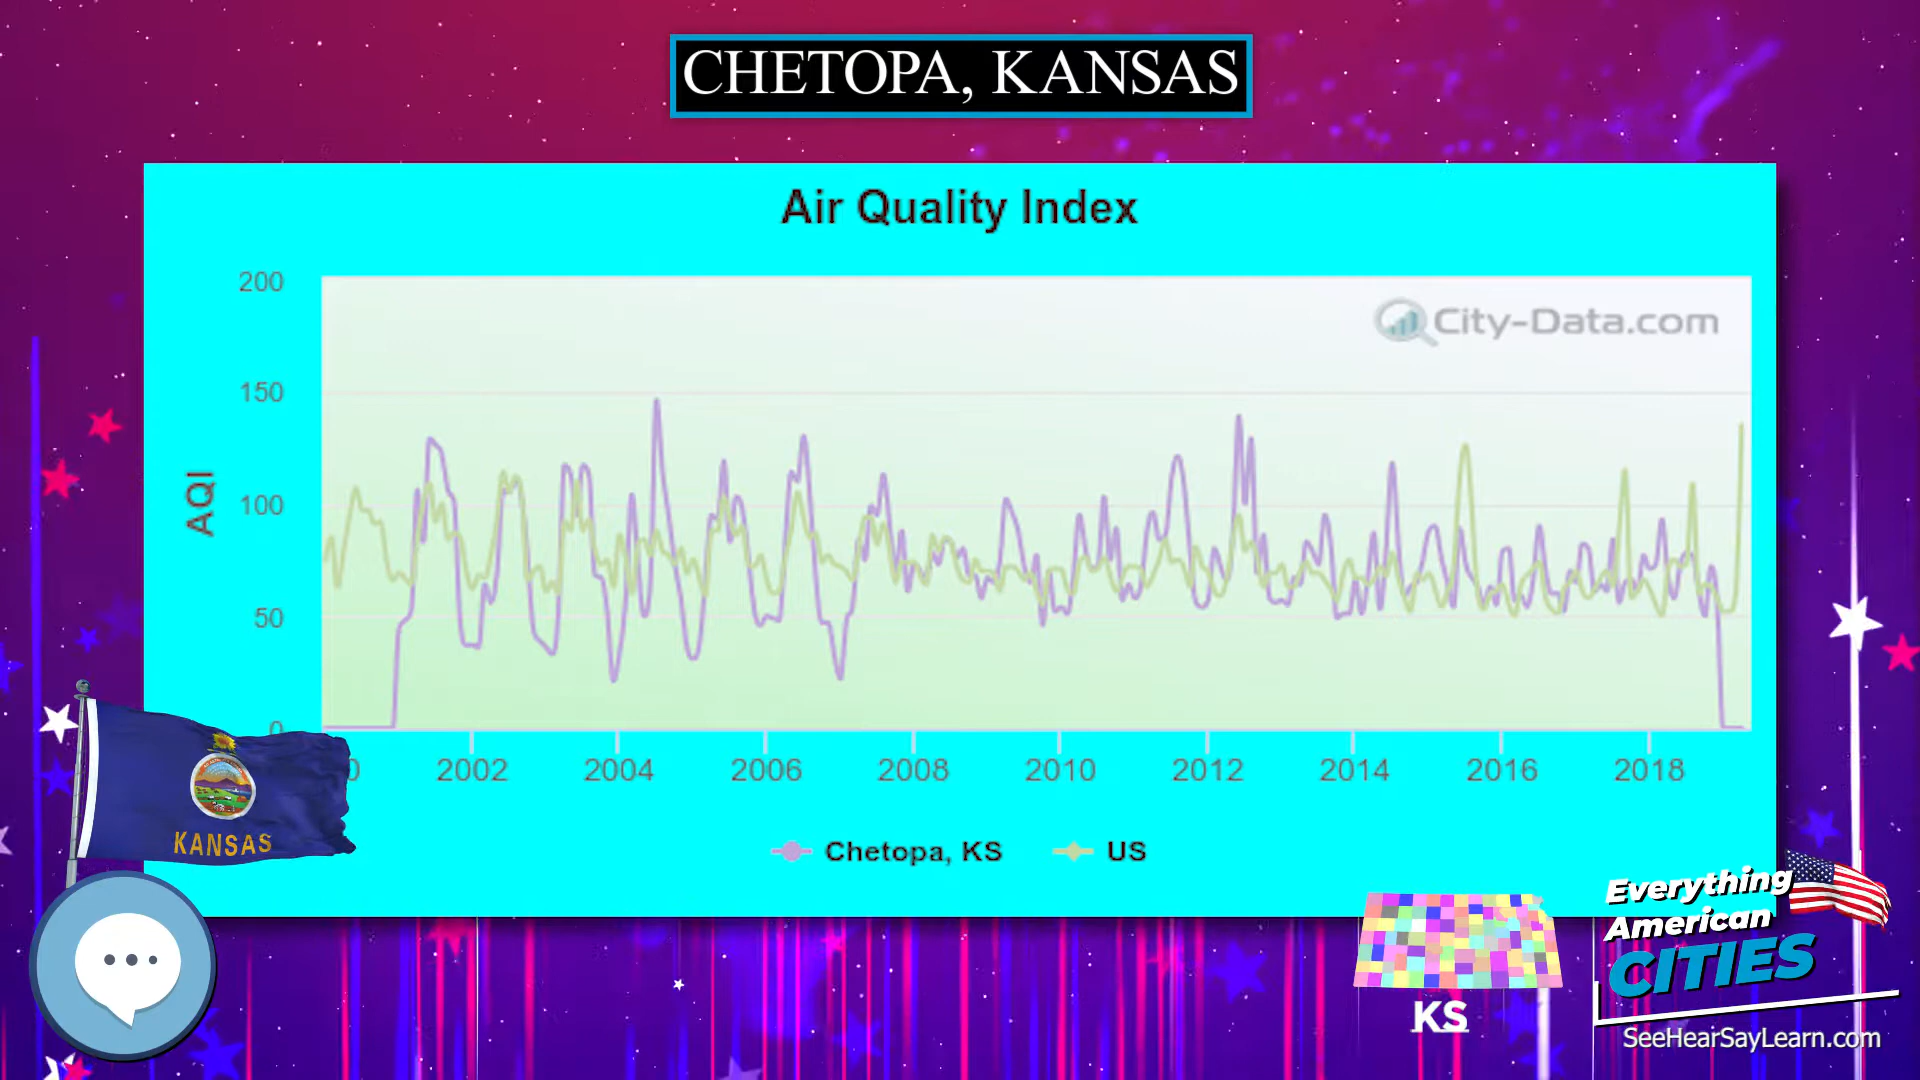 CHETOPA, KANSAS
Air Quality Index
200
City-Data.com
150
AQI
100
50
0
0 2002 2004 2006 2008 2010 2012 2014 2016 2018
KANSAS
Chetopa, KS US
Everything
American
CITIES
KS
SeeHearSayLearn.com